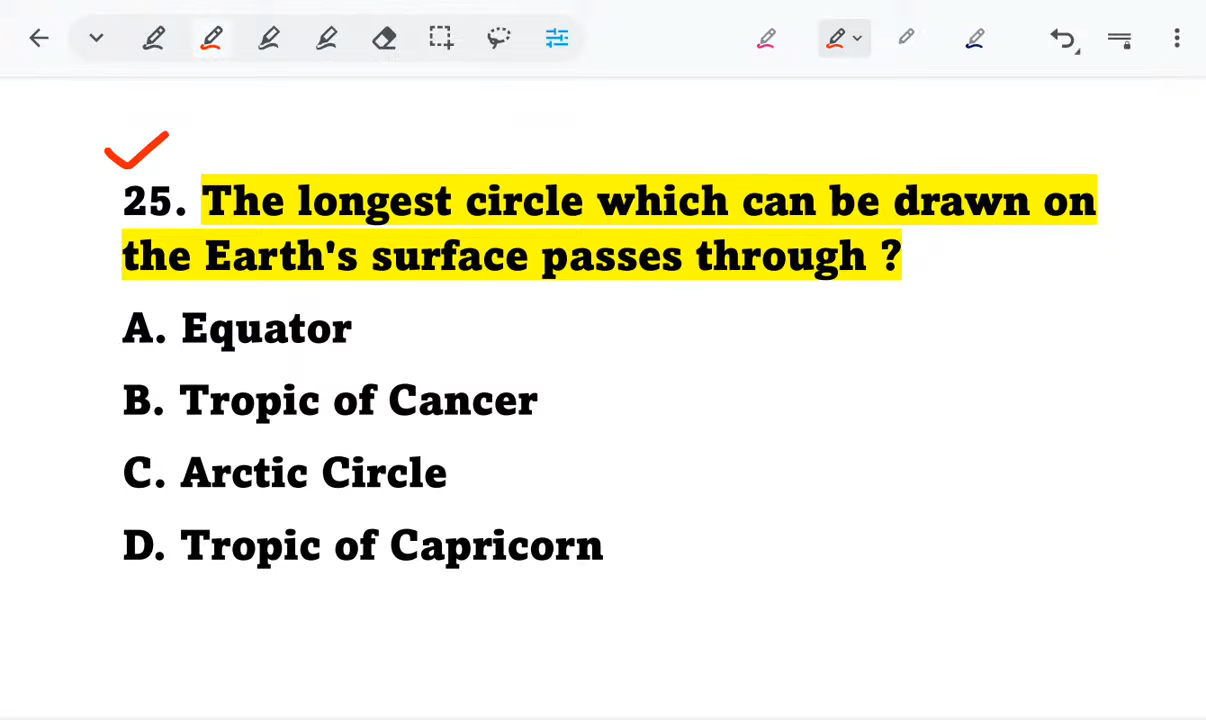 25. The longest circle which can be drawn on
the Earth's surface passes through ?
A. Equator
B. Tropic of Cancer
C. Arctic Circle
D. Tropic of Capricorn